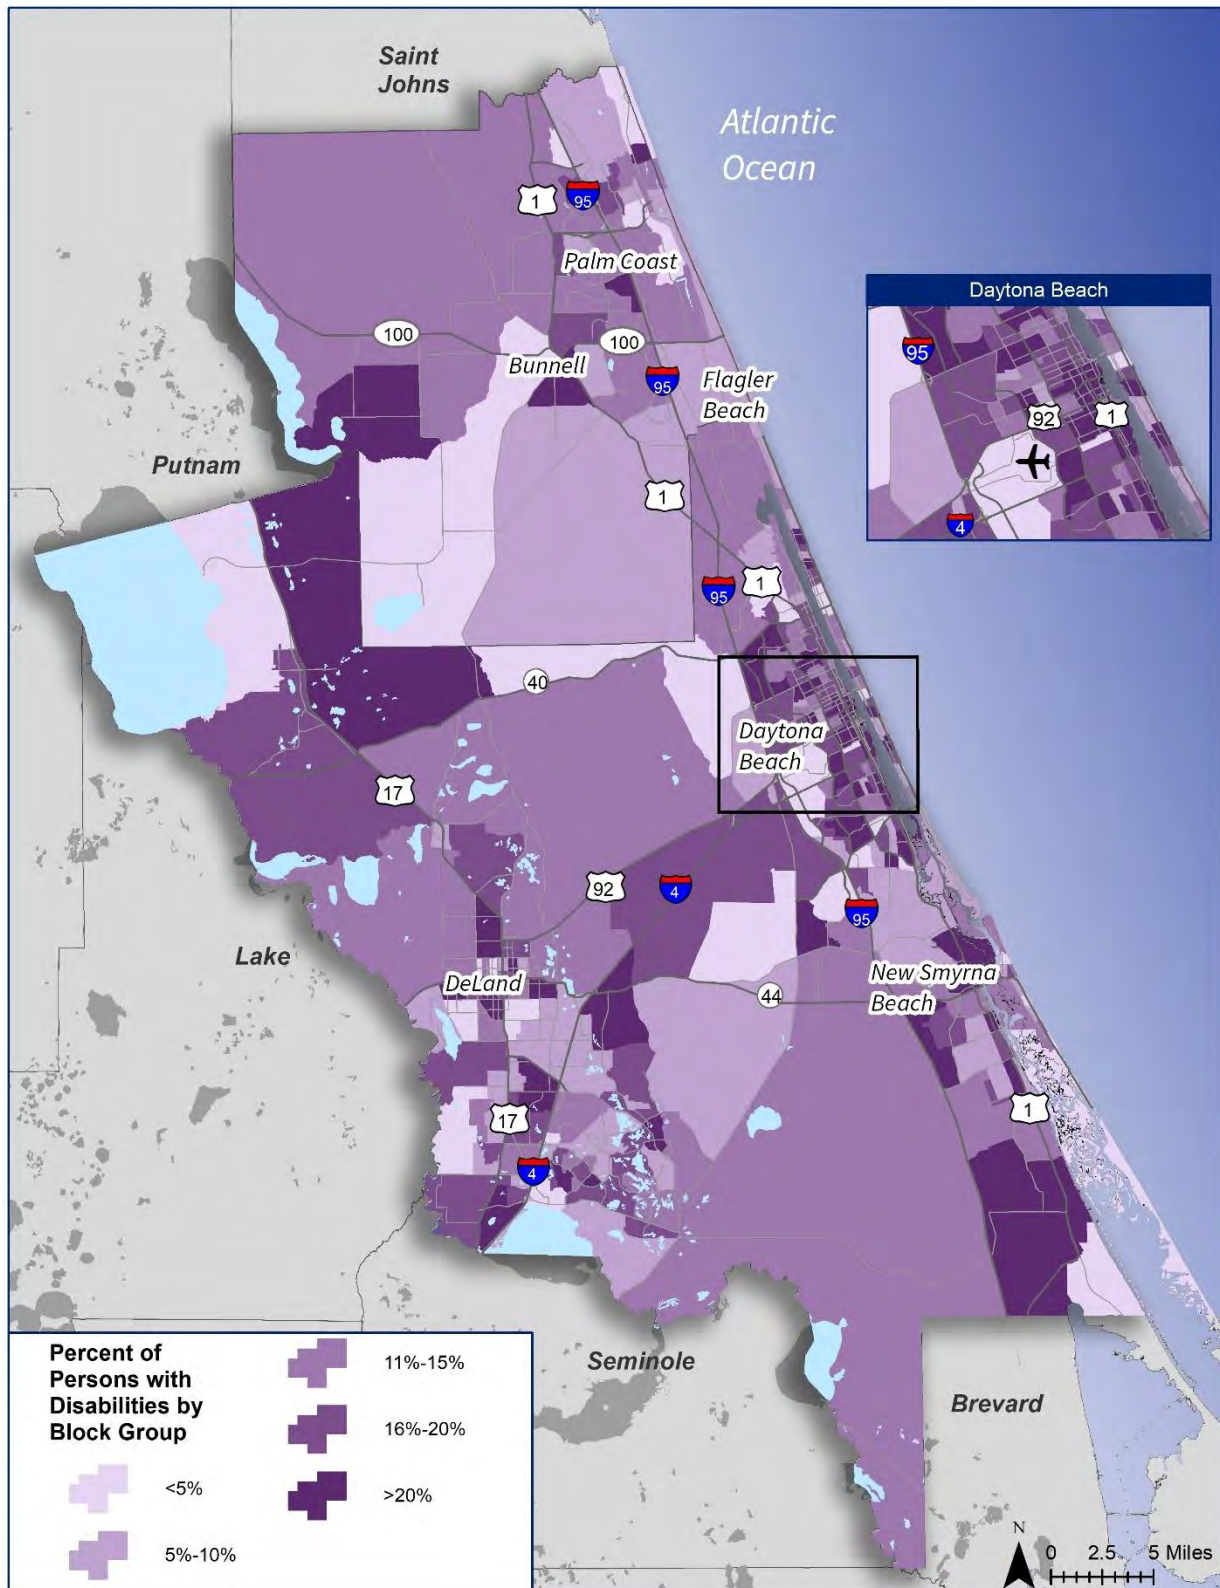 Saint
Johns
Atlantic
Ocean
1
95
Palm Coast
Daytona Beach
95
92
1
4
100
100
Bunnell
95
Flagler
Beach
Putnam
1
95
1
40
Daytona
Beach
17
92
4
95
Lake
DeLand
New Smyrna
Beach
44
17
1
4
Seminole
Brevard
Percent of
Persons with
Disabilities by
Block Group
<5%
5%-10%
11%-15%
16%-20%
>20%
N
0 2.5 5 Miles